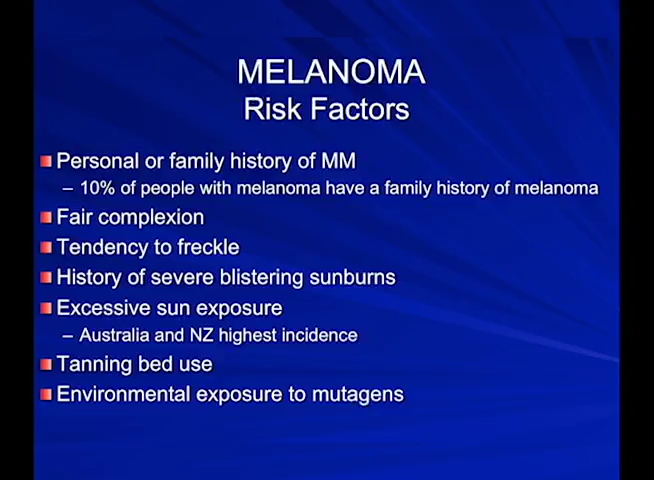 MELANOMA
Risk Factors
Personal or family history of MM
– 10% of people with melanoma have a family history of melanoma
Fair complexion
Tendency to freckle
History of severe blistering sunburns
Excessive sun exposure
– Australia and NZ highest incidence
Tanning bed use
Environmental exposure to mutagens